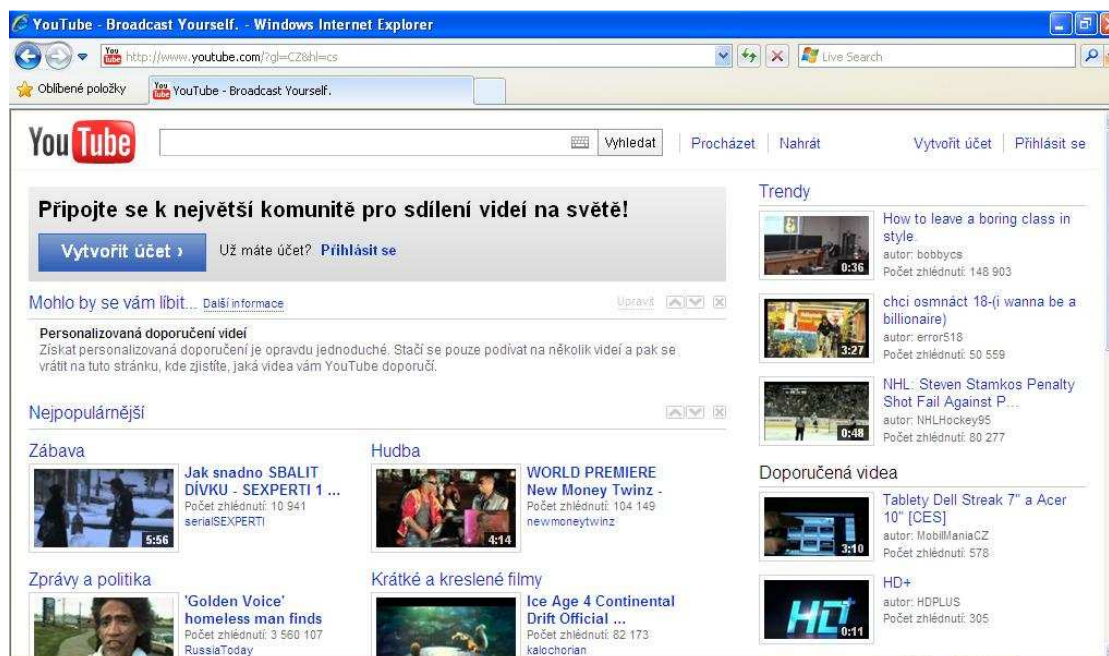 YouTube - Broadcast Yourself. - Windows Internet Explorer
http://www.youtube.com/?gl=CZ&hl=cs
Live Search
Oblíbené položky
YouTube - Broadcast Yourself.
YouTube
Vyhledat
Procházet
Nahrát
Vytvořit účet
Přihlásit se
Připojte se k největší komunitě pro sdílení videí na světě!
Vytvořit účet ›
Už máte účet? Přihlásit se
Mohlo by se vám líbit... Další informace
Upravit
Personalizovaná doporučení videí
Získat personalizovaná doporučení je opravdu jednoduché. Stačí se pouze podívat na několik videí a pak se
vrátit na tuto stránku, kde zjistíte, jaká videa vám YouTube doporučí.
Nejpopulárnější
Zábava
Jak snadno SBALIT
DÍVKU - SEXPERTI 1 ...
Počet zhlédnutí: 10 941
serialSEXPERTI
5:56
Hudba
WORLD PREMIERE
New Money Twinz -
Počet zhlédnutí: 104 149
newmoneytwinz
4:14
Zprávy a politika
'Golden Voice'
homeless man finds
Počet zhlédnutí: 3 560 107
RussiaToday
Krátké a kreslené filmy
Ice Age 4 Continental
Drift Official ...
Počet zhlédnutí: 82 173
kalochorian
Trendy
How to leave a boring class in
style.
autor: bobbycs
Počet zhlédnutí: 148 903
0:36
chci osmnáct 18-(i wanna be a
billionaire)
autor: error518
Počet zhlédnutí: 50 559
3:27
NHL: Steven Stamkos Penalty
Shot Fail Against P...
autor: NHLHockey95
Počet zhlédnutí: 80 277
0:48
Doporučená videa
Tablety Dell Streak 7" a Acer
10" [CES]
autor: MobilManiaCZ
Počet zhlédnutí: 578
3:10
HD+
autor: HDPLUS
Počet zhlédnutí: 305
HD+
0:11